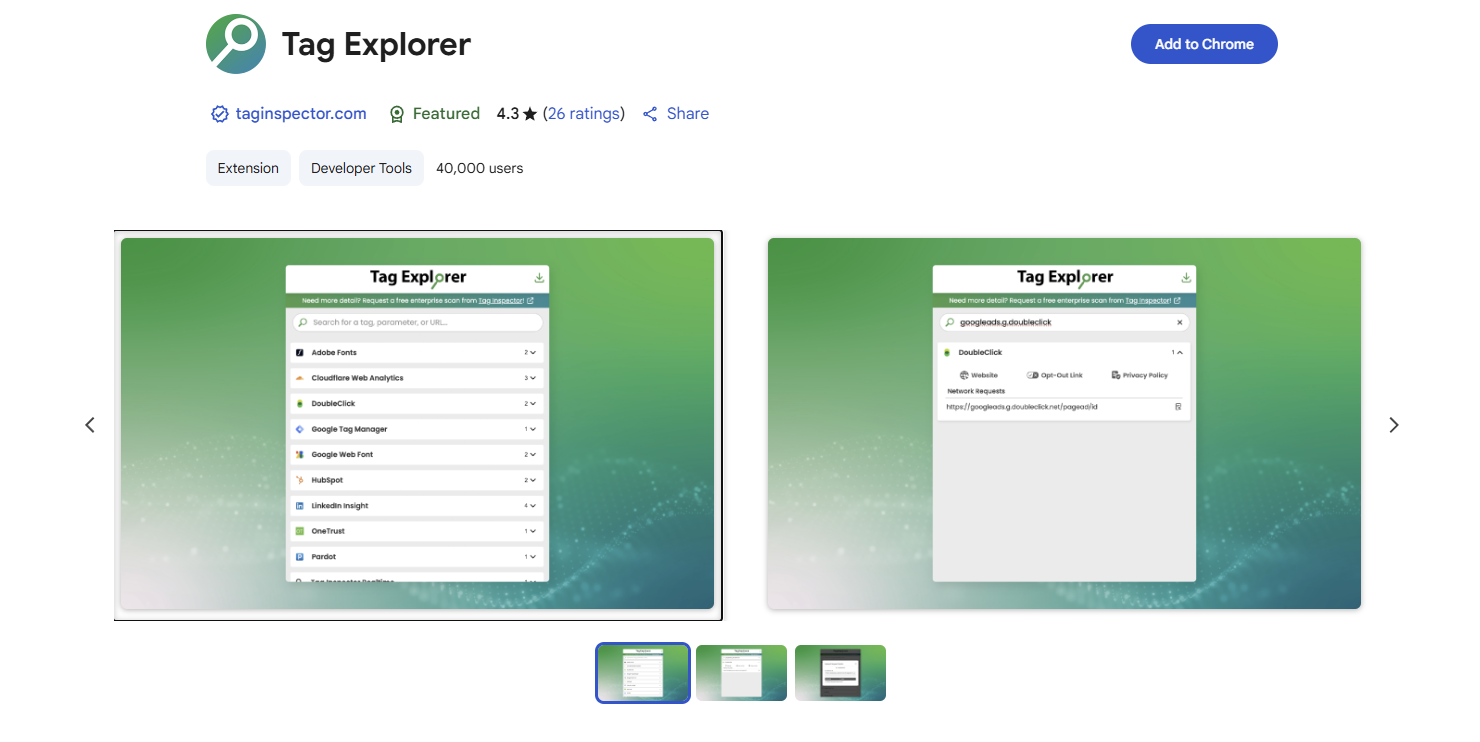 Tag Explorer
Add to Chrome
taginspector.com Featured 4.3★ (26 ratings) Share
Extension Developer Tools 40,000 users
Tag Explorer
Need more detail? Request a free enterprise scan from Tag Inspector!
Search for a tag, parameter, or URL...
Adobe Fonts 2
Cloudflare Web Analytics 3
DoubleClick 2
Google Tag Manager 1
Google Web Font 2
HubSpot 2
LinkedIn Insight 4
OneTrust 1
Pardot 1
Tag Inspector Realtime
Tag Explorer
Need more detail? Request a free enterprise scan from Tag Inspector!
googleads.g.doubleclick
DoubleClick 1
Website Opt-Out Link Privacy Policy
Network Requests
https://googleads.g.doubleclick.net/pagead/id